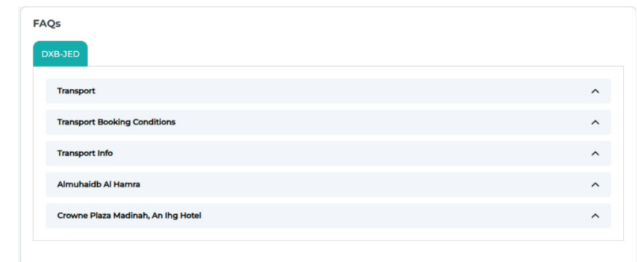 FAQs
DXB-JED
Transport
Transport Booking Conditions
Transport Info
Almuhaidb Al Hamra
Crowne Plaza Madinah, An Ihg Hotel